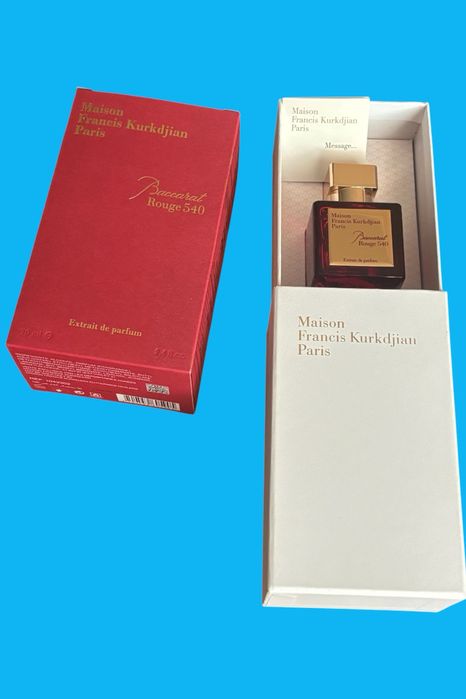 Maison
Francis Kurkdjian
Paris
Baccarat
Rouge 540
Extrait de parfum
Maison
Francis Kurkdjian
Paris
Message...
Maison
Francis Kurkdjian
Paris
Baccarat
Rouge 540
Extrait de parfum
Maison
Francis Kurkdjian
Paris